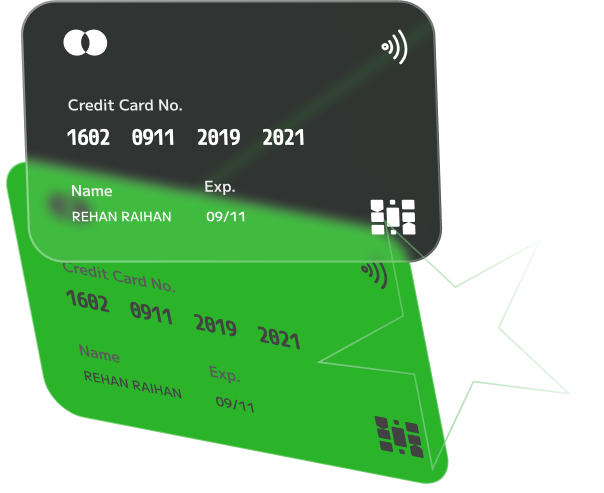 Credit Card No.
1602 0911 2019 2021
Name Exp.
REHAN RAIHAN 09/11
Credit Card No.
1602 0911 2019 2021
Name Exp.
REHAN RAIHAN 09/11